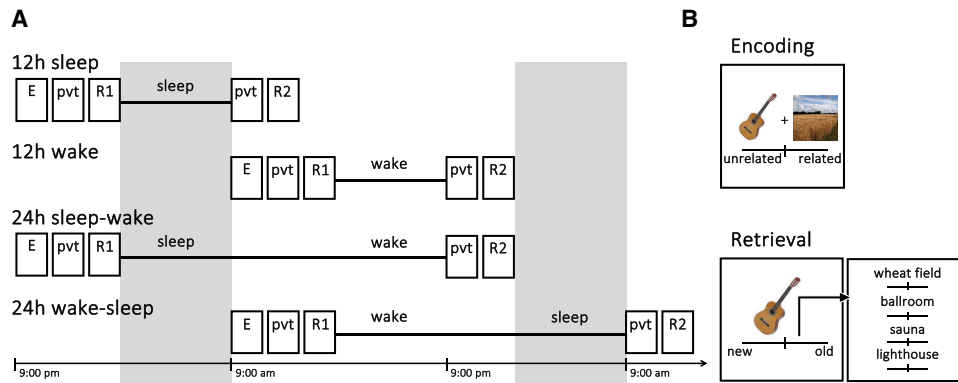 A
12h sleep
E pvt R1 sleep pvt R2
12h wake
E pvt R1 wake pvt R2
24h sleep-wake
E pvt R1 sleep wake pvt R2
24h wake-sleep
E pvt R1 wake sleep pvt R2
9:00 pm 9:00 am 9:00 pm 9:00 am
B
Encoding
+
unrelated related
Retrieval
new old
wheat field
ballroom
sauna
lighthouse